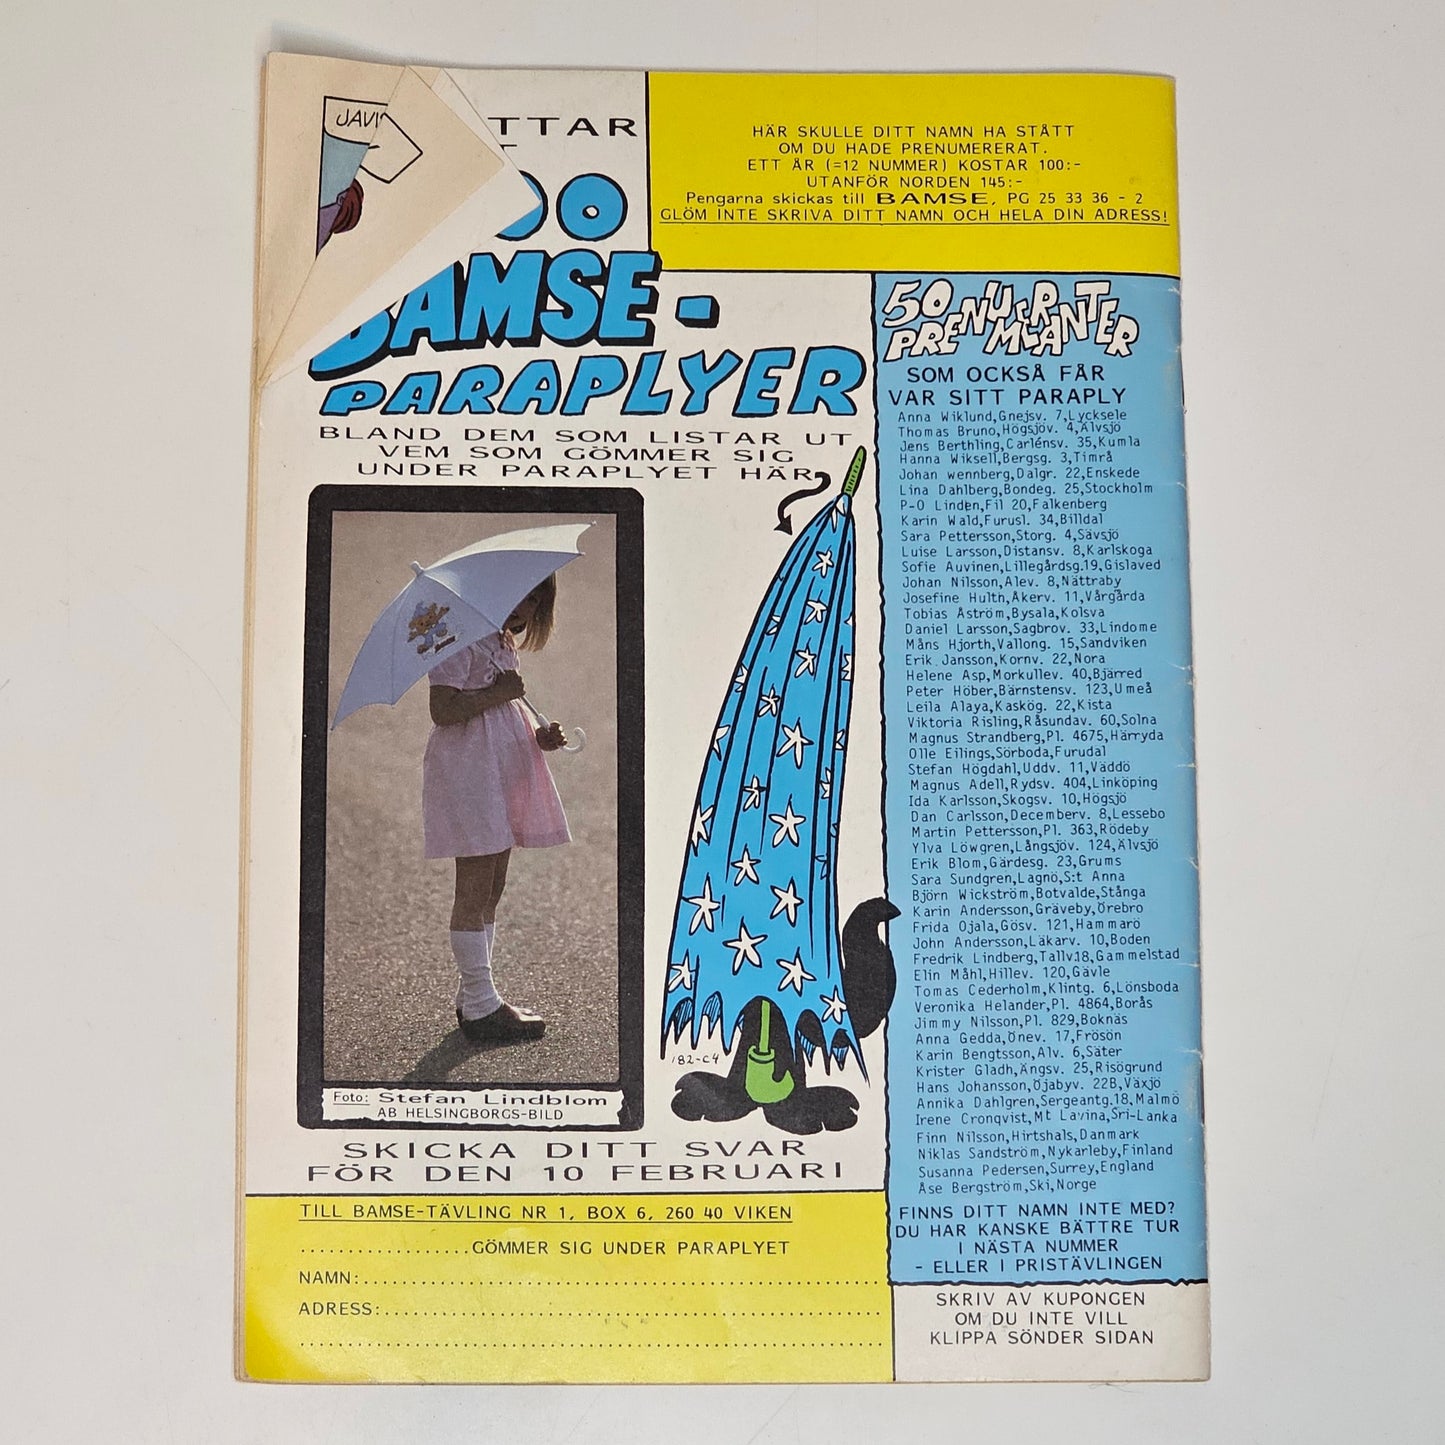 JAVI
TTAR
00
BAMSE-
PARAPLYER
BLAND DEM SOM LISTAR UT
VEM SOM GÖMMER SIG
UNDER PARAPLYET HÄR
Foto: Stefan Lindblom
AB HELSINGBORGS-BILD
'82-C4
SKICKA DITT SVAR
FÖR DEN 10 FEBRUARI
HÄR SKULLE DITT NAMN HA STÅTT
OM DU HADE PRENUMERERAT.
ETT ÅR (=12 NUMMER) KOSTAR 100:-
UTANFÖR NORDEN 145:-
Pengarna skickas till BAMSE, PG 25 33 36 - 2
GLÖM INTE SKRIVA DITT NAMN OCH HELA DIN ADRESS!
50
PRENUMERANTER
SOM OCKSÅ FÅR
VAR SITT PARAPLY
Anna Wiklund,Gnejsv. 7,Lycksele
Thomas Bruno,Högsjöv. 4,Älvsjö
Jens Berthling,Carlénsv. 35,Kumla
Hanna Wiksell,Bergsg. 3,Timrå
Johan wennberg,Dalgr. 22,Enskede
Lina Dahlberg,Bondeg. 25,Stockholm
P-O Linden,Fil 20,Falkenberg
Karin Wald,Furusl. 34,Billdal
Sara Pettersson,Storg. 4,Sävsjö
Luise Larsson,Distansv. 8,Karlskoga
Sofie Auvinen,Lillegårdsg.19,Gislaved
Johan Nilsson,Alev. 8,Nättraby
Josefine Hulth,Åkerv. 11,Vårgårda
Tobias Åström,Bysala,Kolsva
Daniel Larsson,Sagbrov. 33,Lindome
Måns Hjorth,Vallong. 15,Sandviken
Erik Jansson,Kornv. 22,Nora
Helene Asp,Morkullev. 40,Bjärred
Peter Höber,Bärnstensv. 123,Umeå
Leila Alaya,Kaskög. 22,Kista
Viktoria Risling,Råsundav. 60,Solna
Magnus Strandberg,Pl. 4675,Härryda
Olle Eilings,Sörboda,Furudal
Stefan Högdahl,Uddv. 11,Väddö
Magnus Adell,Rydsv. 404,Linköping
Ida Karlsson,Skogsv. 10,Högsjö
Dan Carlsson,Decemberv. 8,Lessebo
Martin Pettersson,Pl. 363,Rödeby
Ylva Löwgren,Långsjöv. 124,Älvsjö
Erik Blom,Gärdesg. 23,Grums
Sara Sundgren,Lagnö,S:t Anna
Björn Wickström,Botvalde,Stånga
Karin Andersson,Gräveby,Örebro
Frida Ojala,Gösv. 121,Hammarö
John Andersson,Läkarv. 10,Boden
Fredrik Lindberg,Tallv.18,Gammelstad
Elin Måhl,Hillev. 120,Gävle
Tomas Cederholm,Klintg. 6,Lönsboda
Veronika Helander,Pl. 4864,Borås
Jimmy Nilsson,Pl. 829,Boknäs
Anna Gedda,Önev. 17,Frösön
Karin Bengtsson,Alv. 6,Säter
Krister Gladh,Ängsv. 25,Risögrund
Hans Johansson,Öjabyv. 22B,Växjö
Annika Dahlgren,Sergeantg.18,Malmö
Irene Cronqvist,Mt Lavina,Sri-Lanka
Finn Nilsson,Hirtshals,Danmark
Niklas Sandström,Nykarleby,Finland
Susanna Pedersen,Surrey,England
Åse Bergström,Ski,Norge
FINNS DITT NAMN INTE MED?
DU HAR KANSKE BÄTTRE TUR
I NÄSTA NUMMER
- ELLER I PRISTÄVLINGEN
TILL BAMSE-TÄVLING NR 1, BOX 6, 260 40 VIKEN
..................GÖMMER SIG UNDER PARAPLYET
NAMN:
ADRESS:
SKRIV AV KUPONGEN
OM DU INTE VILL
KLIPPA SÖNDER SIDAN